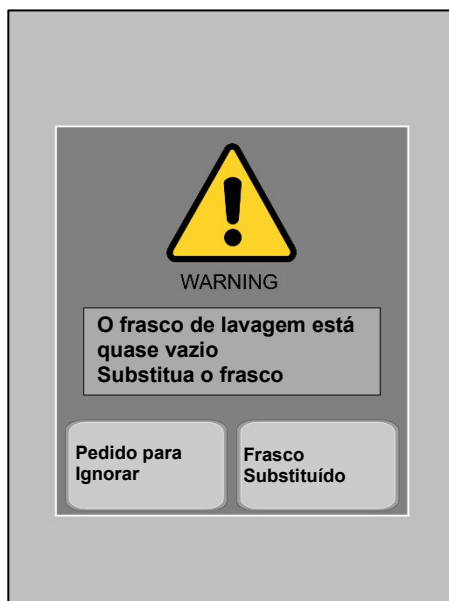 WARNING
O frasco de lavagem está
quase vazio
Substitua o frasco
Pedido para
Ignorar
Frasco
Substituído